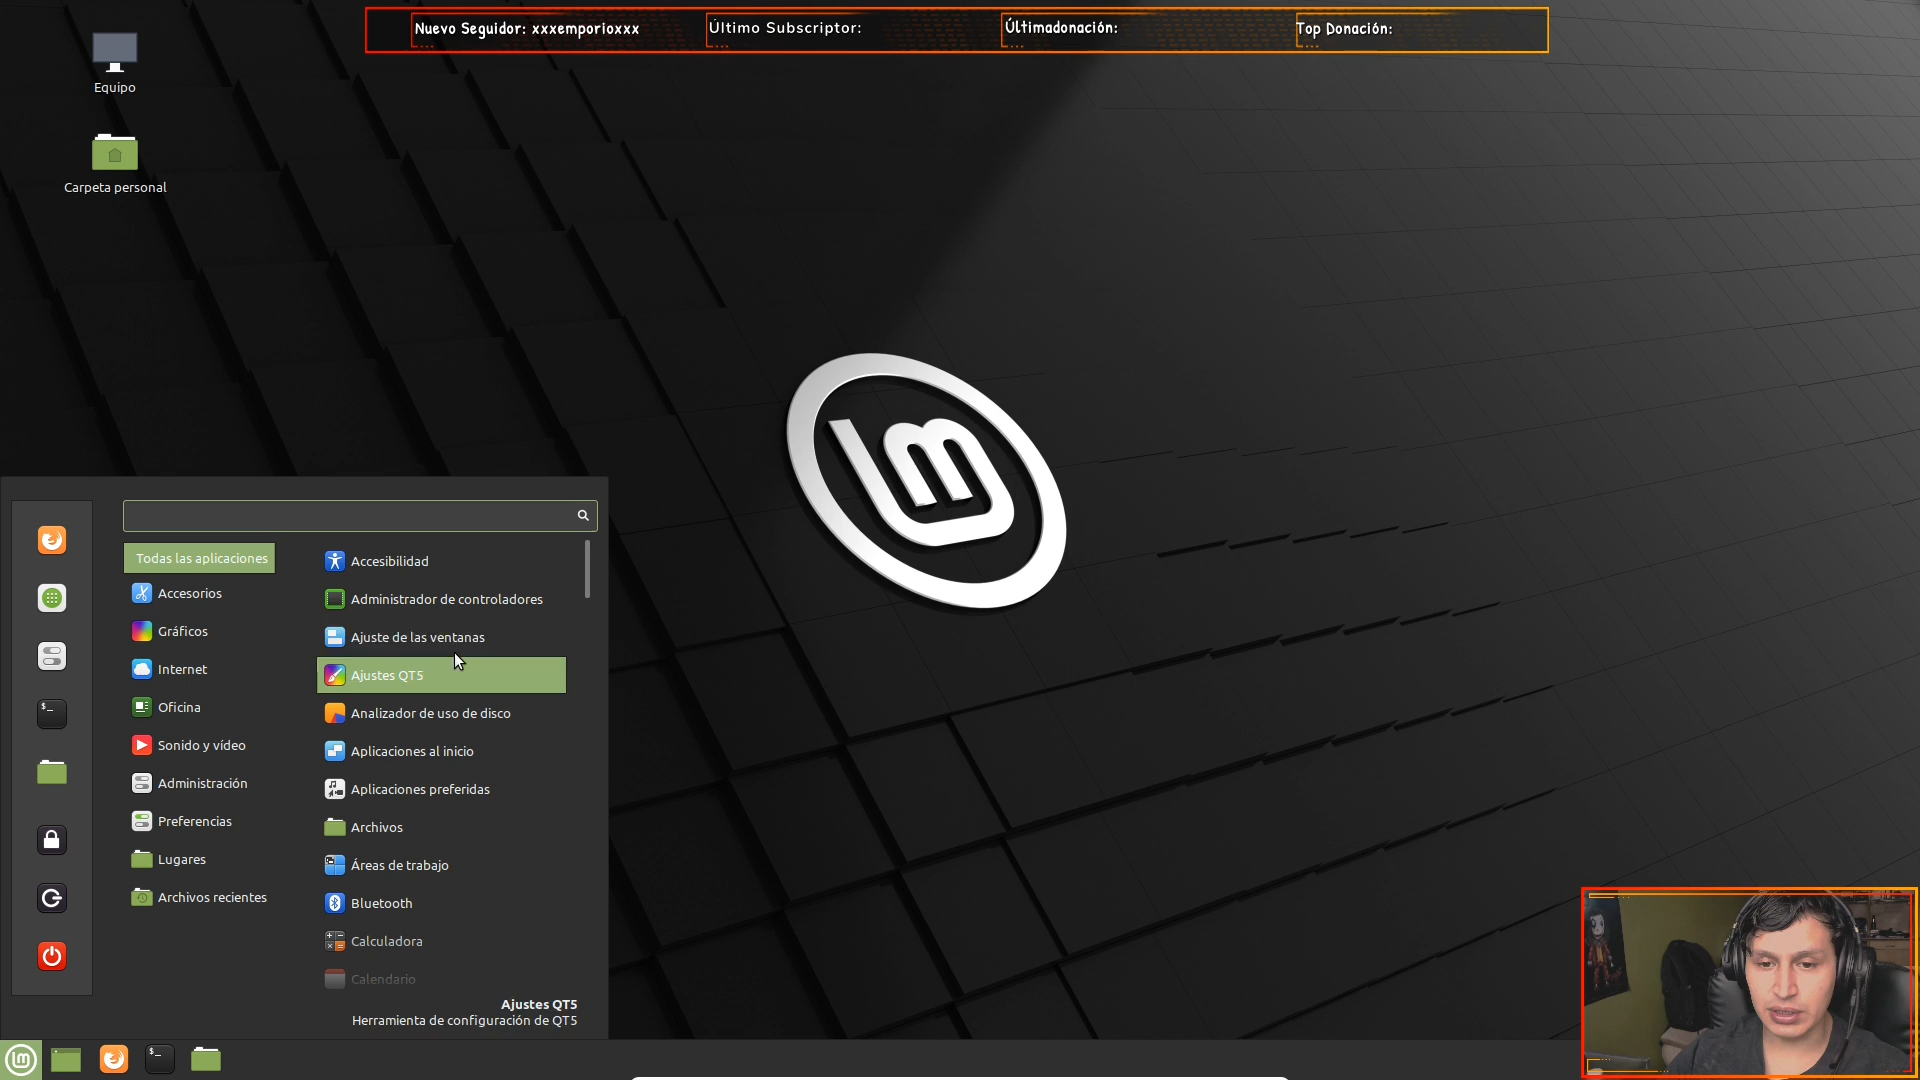 Nuevo Seguidor: xxxemporioxxx
Último Subscriptor:
Últimadonación:
Top Donación:
Equipo
Carpeta personal
Todas las aplicaciones
Accesorios
Gráficos
Internet
Oficina
Sonido y vídeo
Administración
Preferencias
Lugares
Archivos recientes
Accesibilidad
Administrador de controladores
Ajuste de las ventanas
Ajustes QT5
Analizador de uso de disco
Aplicaciones al inicio
Aplicaciones preferidas
Archivos
Áreas de trabajo
Bluetooth
Calculadora
Calendario
Ajustes QT5
Herramienta de configuración de QT5